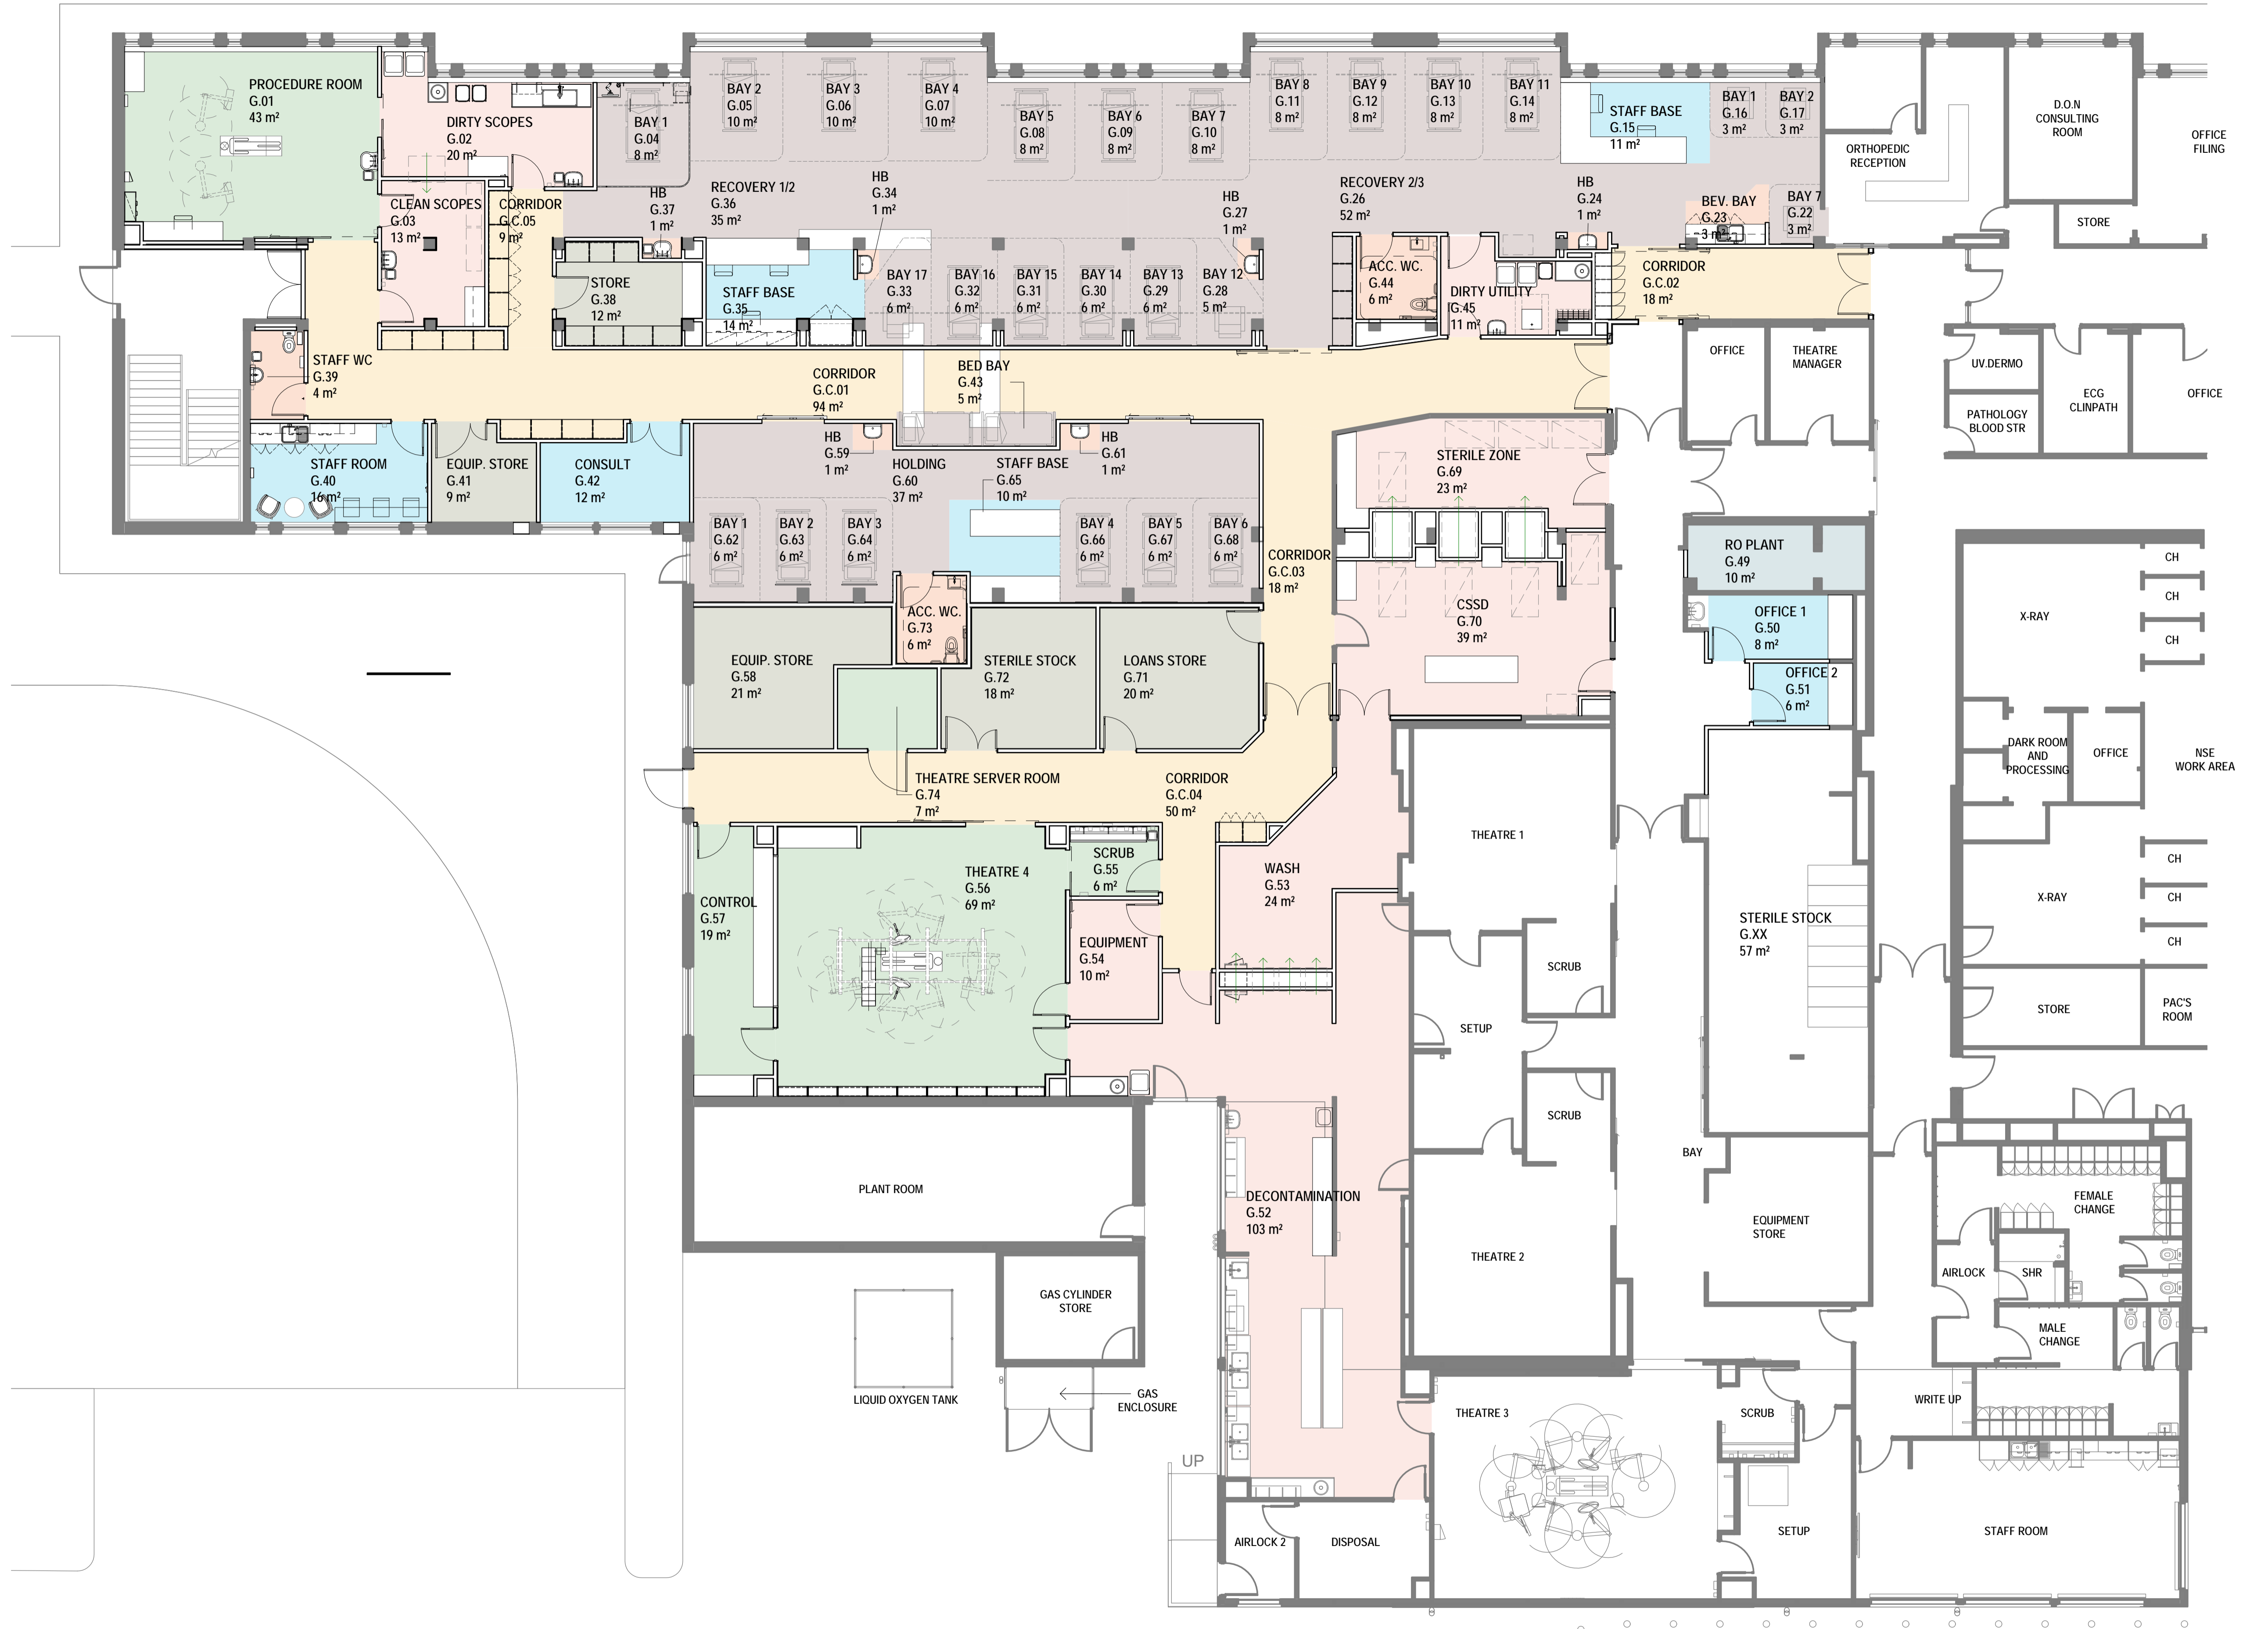 PROCEDURE ROOM
G.01
43 m²
DIRTY SCOPES
G.02
20 m²
CLEAN SCOPES
G.03
13 m²
CORRIDOR
G.C.05
9 m²
BAY 1
G.04
8 m²
BAY 2
G.05
10 m²
BAY 3
G.06
10 m²
BAY 4
G.07
10 m²
BAY 5
G.08
8 m²
BAY 6
G.09
8 m²
BAY 7
G.10
8 m²
BAY 8
G.11
8 m²
BAY 9
G.12
8 m²
BAY 10
G.13
8 m²
BAY 11
G.14
8 m²
STAFF BASE
G.15
11 m²
BAY 1
G.16
3 m²
BAY 2
G.17
3 m²
ORTHOPEDIC
RECEPTION
D.O.N
CONSULTING
ROOM
OFFICE
FILING
STORE
HB
G.37
1 m²
RECOVERY 1/2
G.36
35 m²
HB
G.34
1 m²
HB
G.27
1 m²
RECOVERY 2/3
G.26
52 m²
HB
G.24
1 m²
BEV. BAY
G.23
3 m²
BAY 7
G.22
3 m²
STORE
G.38
12 m²
STAFF BASE
G.35
14 m²
BAY 17
G.33
6 m²
BAY 16
G.32
6 m²
BAY 15
G.31
6 m²
BAY 14
G.30
6 m²
BAY 13
G.29
6 m²
BAY 12
G.28
5 m²
ACC. WC.
G.44
6 m²
DIRTY UTILITY
G.45
11 m²
CORRIDOR
G.C.02
18 m²
STAFF WC
G.39
4 m²
CORRIDOR
G.C.01
94 m²
BED BAY
G.43
5 m²
OFFICE
THEATRE
MANAGER
UV.DERMO
PATHOLOGY
BLOOD STR
ECG
CLINPATH
OFFICE
STAFF ROOM
G.40
16 m²
EQUIP. STORE
G.41
9 m²
CONSULT
G.42
12 m²
HB
G.59
1 m²
HOLDING
G.60
37 m²
STAFF BASE
G.65
10 m²
HB
G.61
1 m²
BAY 1
G.62
6 m²
BAY 2
G.63
6 m²
BAY 3
G.64
6 m²
BAY 4
G.66
6 m²
BAY 5
G.67
6 m²
BAY 6
G.68
6 m²
CORRIDOR
G.C.03
18 m²
STERILE ZONE
G.69
23 m²
CSSD
G.70
39 m²
RO PLANT
G.49
10 m²
OFFICE 1
G.50
8 m²
OFFICE 2
G.51
6 m²
X-RAY
CH
CH
CH
ACC. WC.
G.73
6 m²
EQUIP. STORE
G.58
21 m²
STERILE STOCK
G.72
18 m²
LOANS STORE
G.71
20 m²
THEATRE SERVER ROOM
G.74
7 m²
CORRIDOR
G.C.04
50 m²
DARK ROOM
AND
PROCESSING
OFFICE
NSE
WORK AREA
THEATRE 1
CONTROL
G.57
19 m²
THEATRE 4
G.56
69 m²
SCRUB
G.55
6 m²
EQUIPMENT
G.54
10 m²
WASH
G.53
24 m²
SCRUB
STERILE STOCK
G.XX
57 m²
X-RAY
CH
CH
CH
STORE
PAC'S
ROOM
SETUP
SCRUB
BAY
PLANT ROOM
DECONTAMINATION
G.52
103 m²
THEATRE 2
EQUIPMENT
STORE
FEMALE
CHANGE
AIRLOCK
SHR
MALE
CHANGE
GAS CYLINDER
STORE
LIQUID OXYGEN TANK
GAS
ENCLOSURE
THEATRE 3
SCRUB
WRITE UP
UP
AIRLOCK 2
DISPOSAL
SETUP
STAFF ROOM